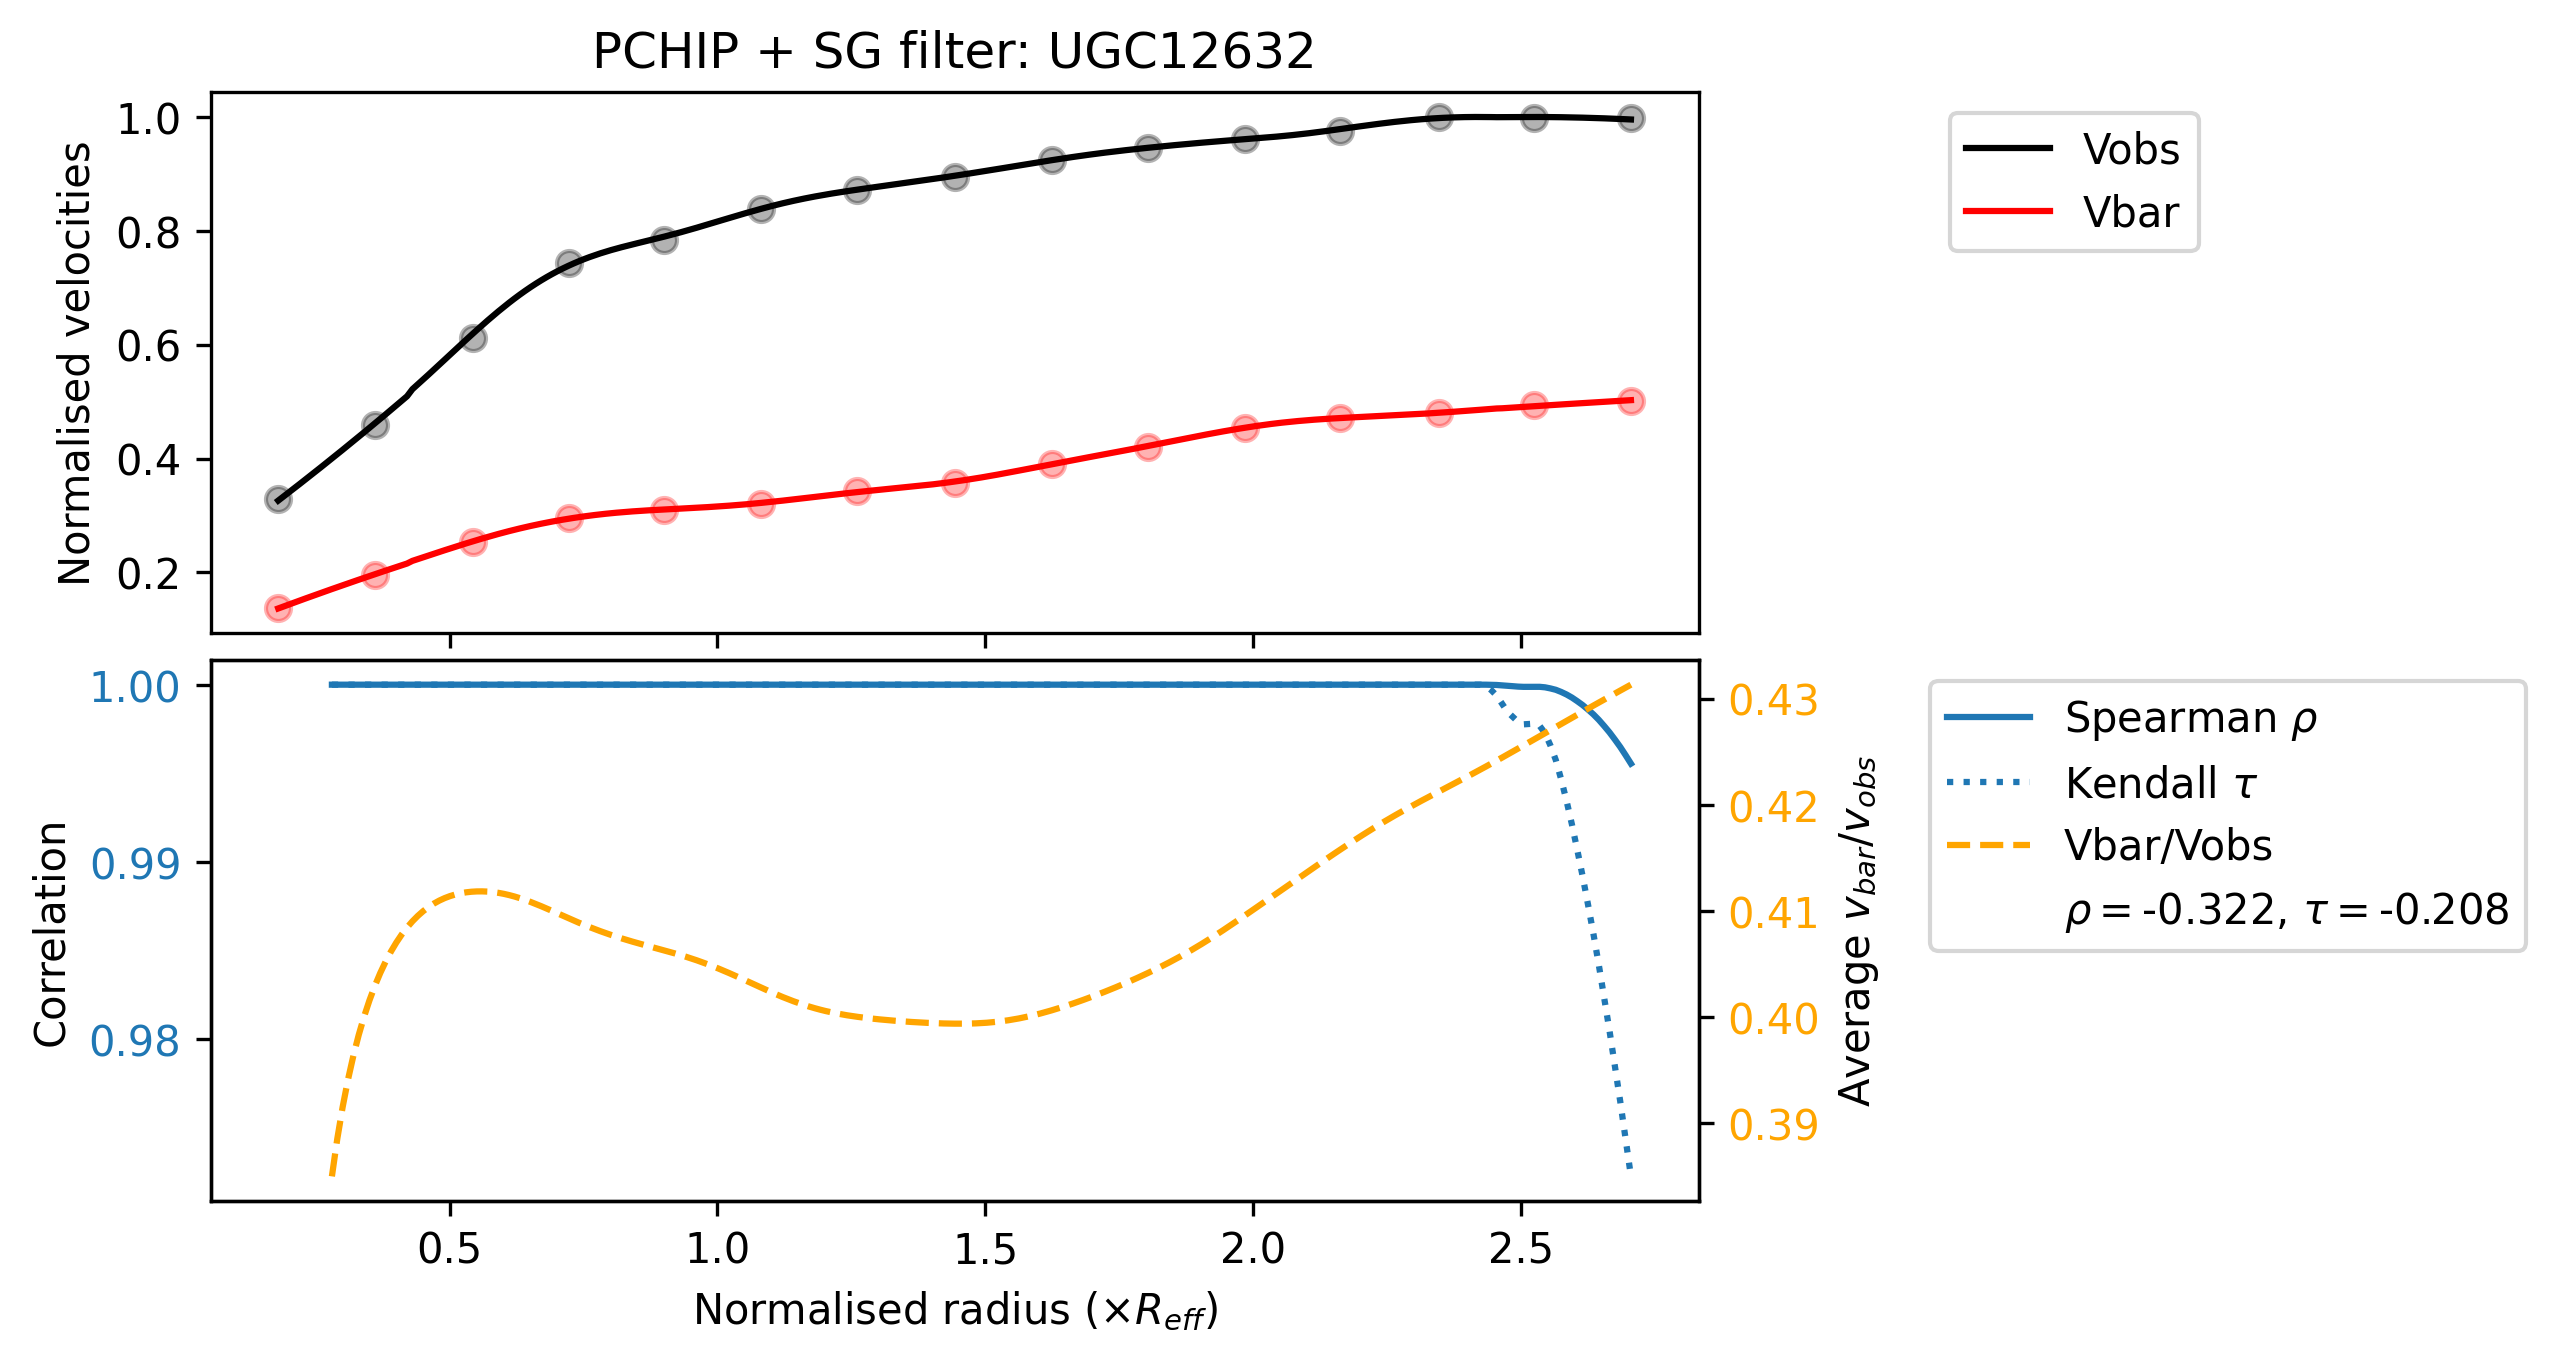 PCHIP + SG filter: UGC12632
Normalised velocities
1.0
0.8
0.6
0.4
0.2
Vobs
Vbar
Correlation
1.00
0.99
0.98
0.43
0.42
0.41
0.40
0.39
Average v_bar/v_obs
Spearman ρ
Kendall τ
Vbar/Vobs
ρ = -0.322, τ = -0.208
0.5 1.0 1.5 2.0 2.5
Normalised radius (×R_eff)